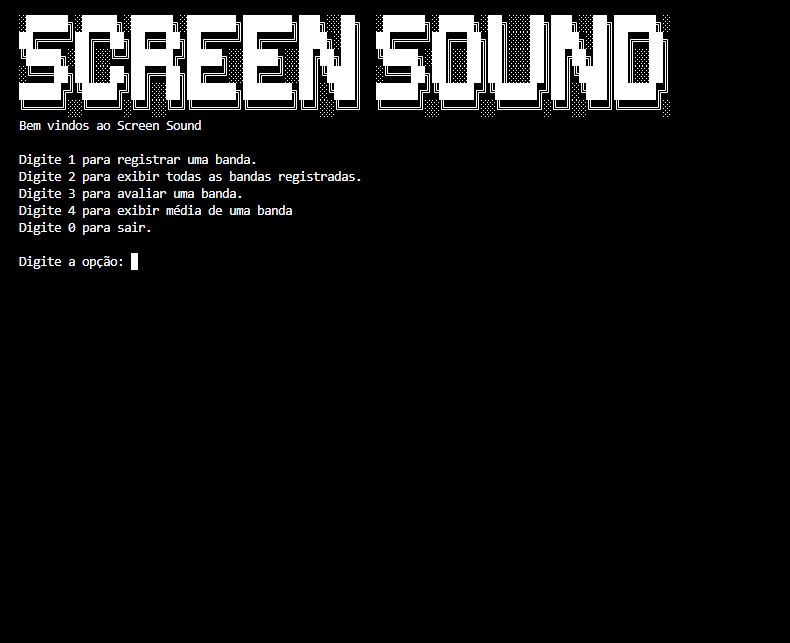 SCREEN SOUND
Bem vindos ao Screen Sound
Digite 1 para registrar uma banda.
Digite 2 para exibir todas as bandas registradas.
Digite 3 para avaliar uma banda.
Digite 4 para exibir média de uma banda
Digite 0 para sair.
Digite a opção: